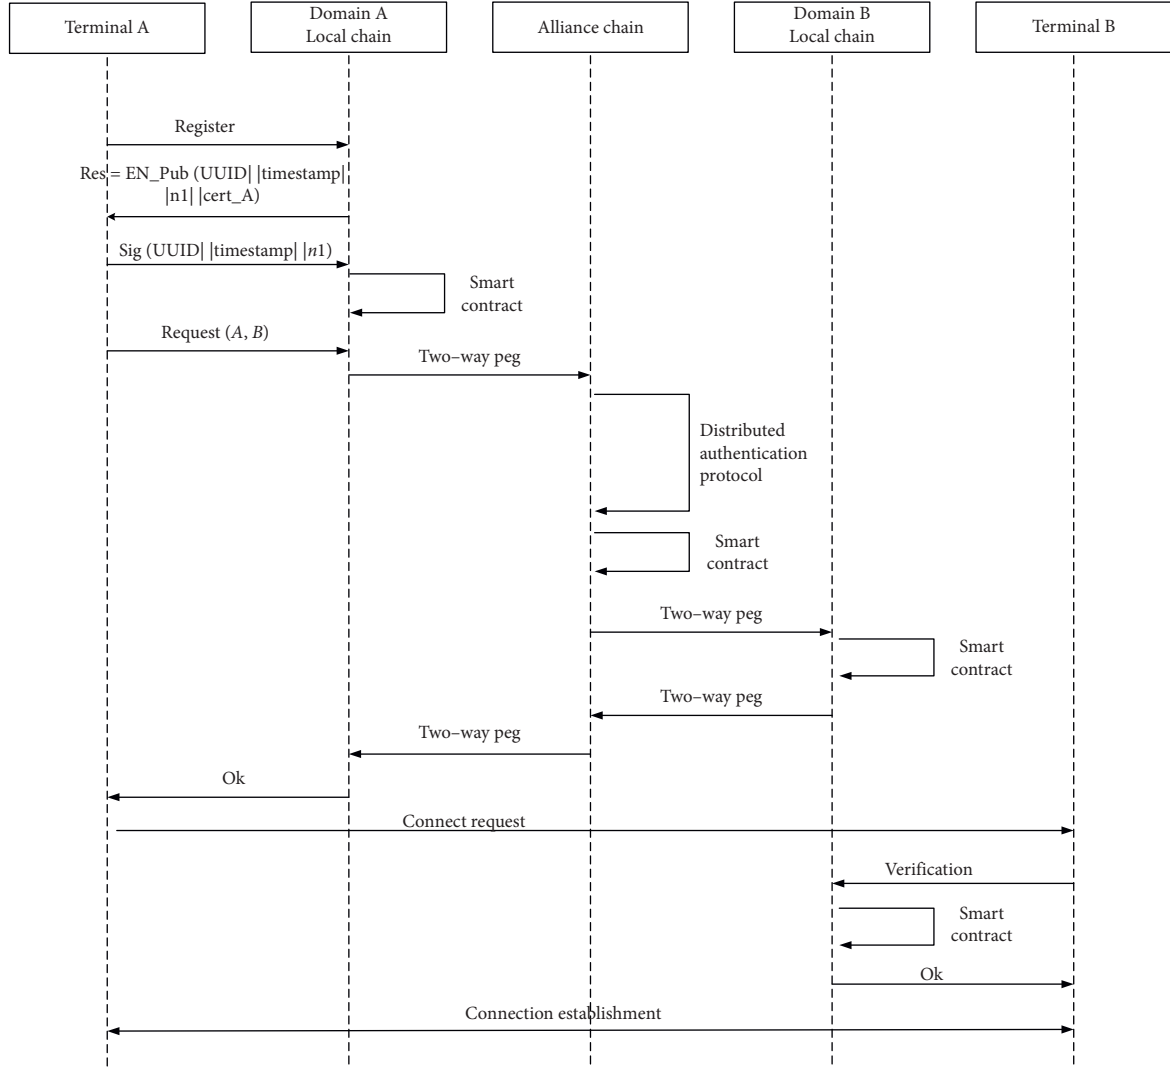 Terminal A
Domain A
Local chain
Alliance chain
Domain B
Local chain
Terminal B
Register
Res = EN_Pub (UUID| |timestamp|
|n1| |cert_A)
Sig (UUID| |timestamp| |n1)
Smart
contract
Request (A, B)
Two–way peg
Distributed
authentication
protocol
Smart
contract
Two–way peg
Smart
contract
Two–way peg
Two–way peg
Ok
Connect request
Verification
Smart
contract
Ok
Connection establishment